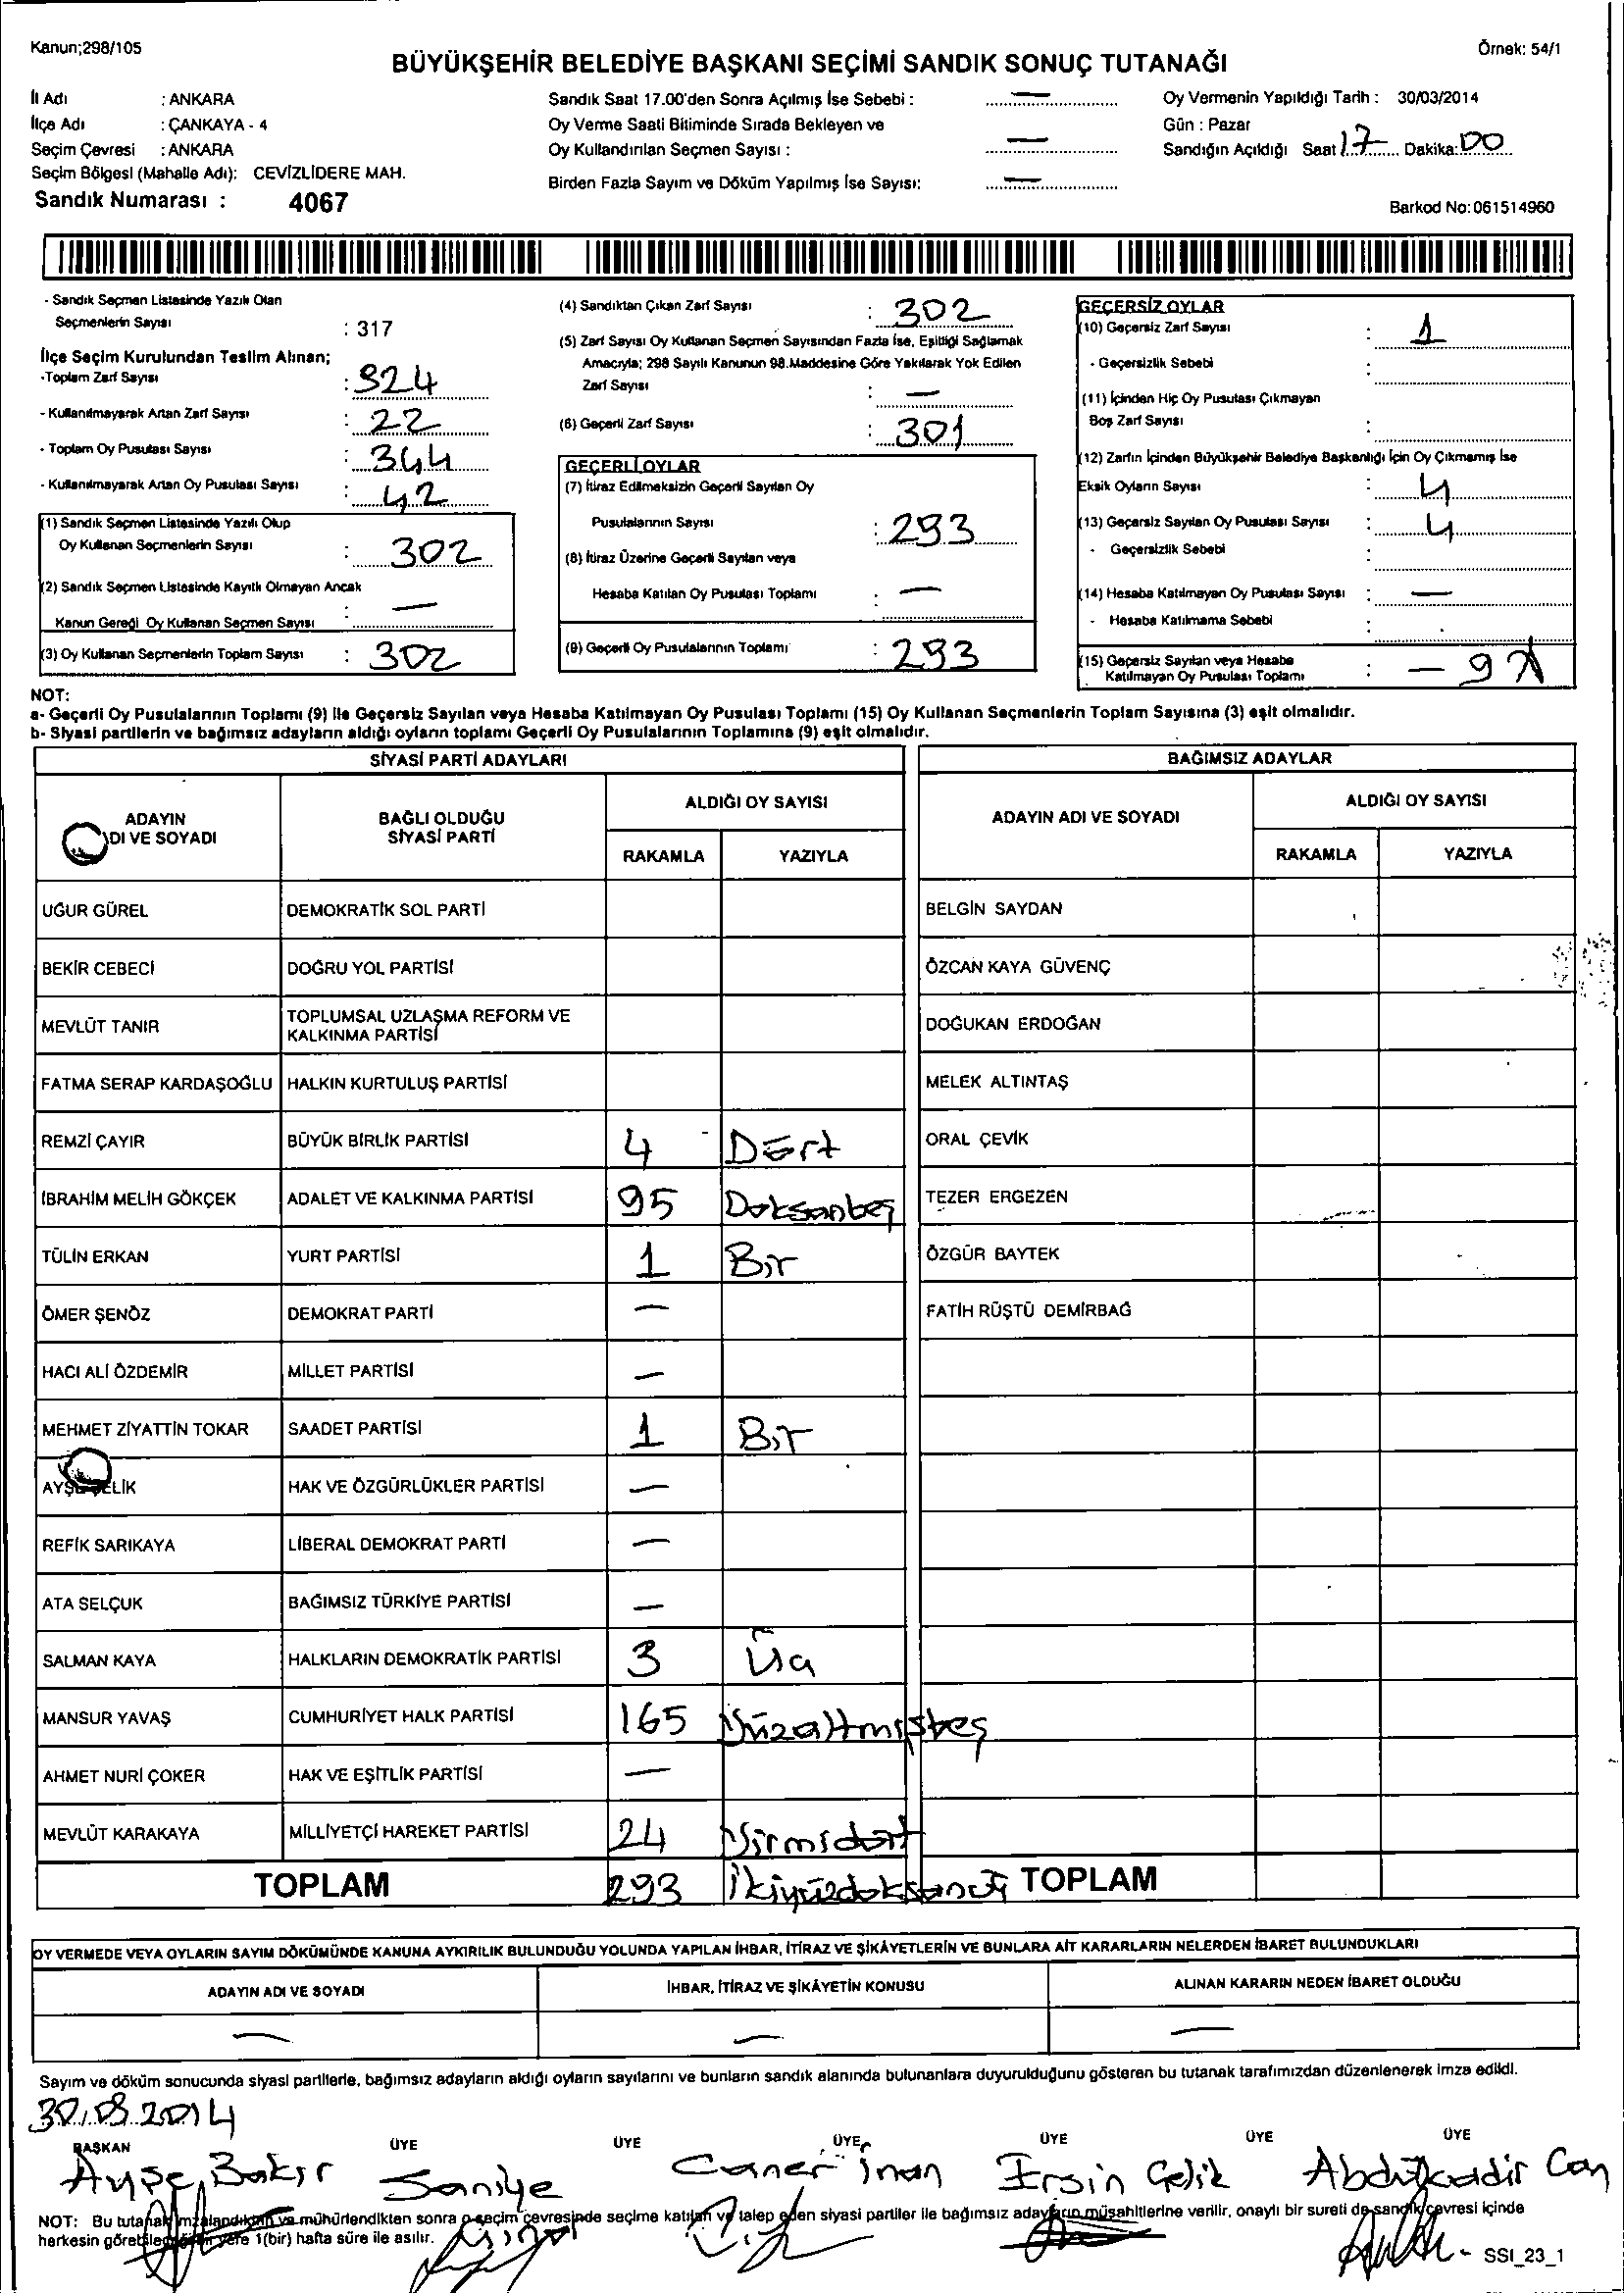 Kanun;298/105
Örnek: 54/1
BÜYÜKŞEHİR BELEDİYE BAŞKANI SEÇİMİ SANDIK SONUÇ TUTANAĞI
İl Adı : ANKARA
İlçe Adı : ÇANKAYA - 4
Seçim Çevresi : ANKARA
Seçim Bölgesi (Mahalle Adı): CEVİZLİDERE MAH.
Sandık Numarası : 4067
Sandık Saat 17.00'den Sonra Açılmış İse Sebebi : —
Oy Verme Saati Bitiminde Sırada Bekleyen ve
Oy Kullandırılan Seçmen Sayısı : —
Birden Fazla Sayım ve Döküm Yapılmış İse Sayısı: —
Oy Vermenin Yapıldığı Tarih : 30/03/2014
Gün : Pazar
Sandığın Açıldığı Saat 17 Dakika: 00
Barkod No:061514960
- Sandık Seçmen Listesinde Yazılı Olan
Seçmenlerin Sayısı : 317
İlçe Seçim Kurulundan Teslim Alınan;
-Toplam Zarf Sayısı : 324
- Kullanılmayarak Artan Zarf Sayısı : 22
- Toplam Oy Pusulası Sayısı : 344
- Kullanılmayarak Artan Oy Pusulası Sayısı : 42
(1) Sandık Seçmen Listesinde Yazılı Olup
Oy Kullanan Seçmenlerin Sayısı : 302
(2) Sandık Seçmen Listesinde Kayıtlı Olmayan Ancak
Kanun Gereği Oy Kullanan Seçmen Sayısı : —
(3) Oy Kullanan Seçmenlerin Toplam Sayısı : 302
(4) Sandıktan Çıkan Zarf Sayısı : 302
(5) Zarf Sayısı Oy Kullanan Seçmen Sayısından Fazla İse, Eşitliği Sağlamak
Amacıyla; 298 Sayılı Kanunun 98.Maddesine Göre Yakılarak Yok Edilen
Zarf Sayısı : —
(6) Geçerli Zarf Sayısı : 301
GEÇERLİ OYLAR
(7) İtiraz Edilmeksizin Geçerli Sayılan Oy
Pusulalarının Sayısı : 293
(8) İtiraz Üzerine Geçerli Sayılan veya
Hesaba Katılan Oy Pusulası Toplamı : —
(9) Geçerli Oy Pusulalarının Toplamı : 293
GEÇERSİZ OYLAR
(10) Geçersiz Zarf Sayısı : 1
- Geçersizlik Sebebi :
(11) İçinden Hiç Oy Pusulası Çıkmayan
Boş Zarf Sayısı :
(12) Zarfın İçinden Büyükşehir Belediye Başkanlığı İçin Oy Çıkmamış İse
Eksik Oyların Sayısı : 4
(13) Geçersiz Sayılan Oy Pusulası Sayısı : 4
- Geçersizlik Sebebi :
(14) Hesaba Katılmayan Oy Pusulası Sayısı : —
- Hesaba Katılmama Sebebi :
(15) Geçersiz Sayılan veya Hesaba
Katılmayan Oy Pusulası Toplamı : — 9
NOT:
a- Geçerli Oy Pusulalarının Toplamı (9) ile Geçersiz Sayılan veya Hesaba Katılmayan Oy Pusulası Toplamı (15) Oy Kullanan Seçmenlerin Toplam Sayısına (3) eşit olmalıdır.
b- Siyasi partilerin ve bağımsız adayların aldığı oyların toplamı Geçerli Oy Pusulalarının Toplamına (9) eşit olmalıdır.
SİYASİ PARTİ ADAYLARI BAĞIMSIZ ADAYLAR
ADAYIN
DI VE SOYADI
BAĞLI OLDUĞU
SİYASİ PARTİ
ALDIĞI OY SAYISI
RAKAMLA YAZIYLA
ADAYIN ADI VE SOYADI
ALDIĞI OY SAYISI
RAKAMLA YAZIYLA
UĞUR GÜREL DEMOKRATİK SOL PARTİ BELGİN SAYDAN
BEKİR CEBECİ DOĞRU YOL PARTİSİ ÖZCAN KAYA GÜVENÇ
MEVLÜT TANIR TOPLUMSAL UZLAŞMA REFORM VE
KALKINMA PARTİSİ DOĞUKAN ERDOĞAN
FATMA SERAP KARDAŞOĞLU HALKIN KURTULUŞ PARTİSİ MELEK ALTINTAŞ
REMZİ ÇAYIR BÜYÜK BİRLİK PARTİSİ 4 Dört ORAL ÇEVİK
İBRAHİM MELİH GÖKÇEK ADALET VE KALKINMA PARTİSİ 95 Doksanbeş TEZER ERGEZEN
TÜLİN ERKAN YURT PARTİSİ 1 Bir ÖZGÜR BAYTEK
ÖMER ŞENÖZ DEMOKRAT PARTİ — FATİH RÜŞTÜ DEMİRBAĞ
HACI ALİ ÖZDEMİR MİLLET PARTİSİ —
MEHMET ZİYATTİN TOKAR SAADET PARTİSİ 1 Bir
AYŞE ÇELİK HAK VE ÖZGÜRLÜKLER PARTİSİ —
REFİK SARIKAYA LİBERAL DEMOKRAT PARTİ —
ATA SELÇUK BAĞIMSIZ TÜRKİYE PARTİSİ —
SALMAN KAYA HALKLARIN DEMOKRATİK PARTİSİ 3 Üç
MANSUR YAVAŞ CUMHURİYET HALK PARTİSİ 165 Yüzaltmışbeş
AHMET NURİ ÇOKER HAK VE EŞİTLİK PARTİSİ —
MEVLÜT KARAKAYA MİLLİYETÇİ HAREKET PARTİSİ 24 Yirmidört
TOPLAM 293 İkiyüzdoksanüç TOPLAM
OY VERMEDE VEYA OYLARIN SAYIM DÖKÜMÜNDE KANUNA AYKIRILIK BULUNDUĞU YOLUNDA YAPILAN İHBAR, İTİRAZ VE ŞİKÂYETLERİN VE BUNLARA AİT KARARLARIN NELERDEN İBARET BULUNDUKLARI
ADAYIN ADI VE SOYADI İHBAR, İTİRAZ VE ŞİKÂYETİN KONUSU ALINAN KARARIN NEDEN İBARET OLDUĞU
— — —
Sayım ve döküm sonucunda siyasi partilerle, bağımsız adayların aldığı oyların sayılarını ve bunların sandık alanında bulunanlara duyurulduğunu gösteren bu tutanak tarafımızdan düzenlenerek imza edildi.
30.03.2014
BAŞKAN ÜYE ÜYE ÜYE ÜYE ÜYE ÜYE
Ayşe Bakır Saniye Caner İnan Ersin Çelik Abdulkadir Can
NOT: Bu tutanak imzalandıktan ve mühürlendikten sonra o seçim çevresinde seçime katılan ve talep eden siyasi partiler ile bağımsız adayların müşahitlerine verilir, onaylı bir sureti de sandık çevresi içinde
herkesin görebileceği bir yere 1(bir) hafta süre ile asılır.
SSI_23_1